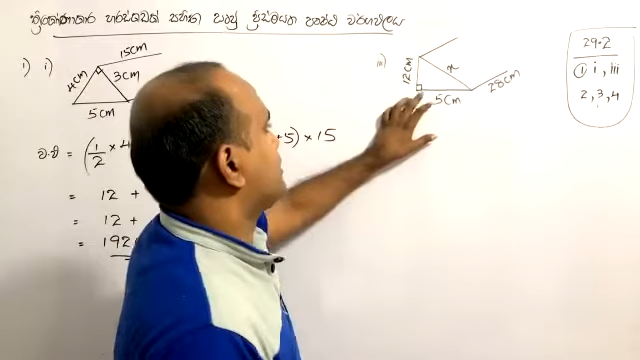 ත්‍රිකෝණාකාර හරස්කඩක් සහිත සෘජු ප්‍රිස්මයක පෘෂ්ඨ වර්ගඵලය
1) i)
15cm
4cm
3cm
5cm
iii)
12cm
x
5cm
28cm
29.2
① i, iii
2, 3, 4
ව.ඵ = (1/2 × 4
+5) × 15
= 12 +
= 12 +
= 192